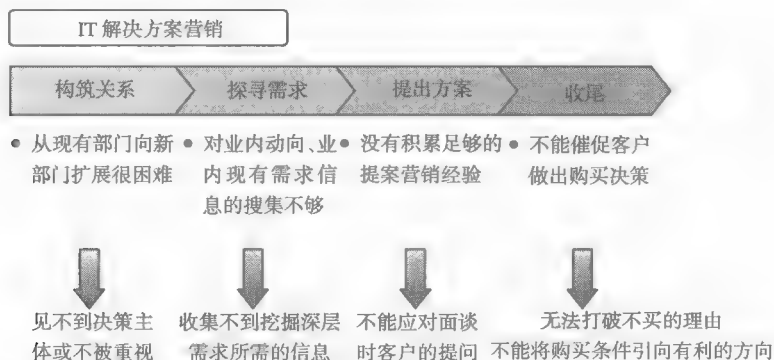 IT 解决方案营销
构筑关系
探寻需求
提出方案
收尾
• 从现有部门向新
部门扩展很困难
• 对业内动向、业
内现有需求信
息的搜集不够
• 没有积累足够的
提案营销经验
• 不能催促客户
做出购买决策
见不到决策主
体或不被重视
收集不到挖掘深层
需求所需的信息
不能应对面谈
时客户的提问
无法打破不买的理由
不能将购买条件引向有利的方向